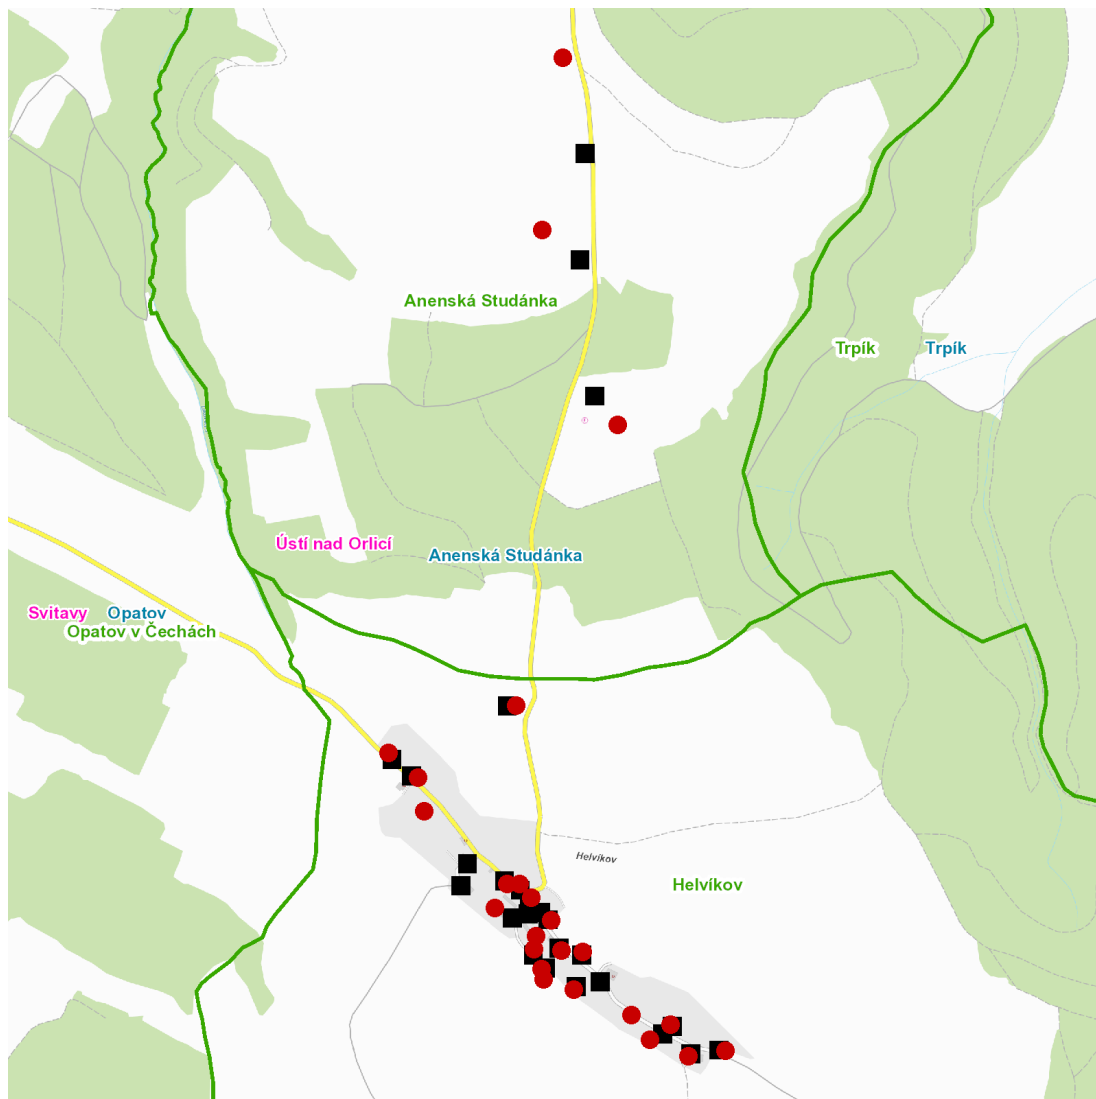 Anenská Studánka
Trpík
Trpík
Ústí nad Orlicí
Anenská Studánka
Svitavy
Opatov
Opatov v Čechách
Helvíkov
Helvíkov